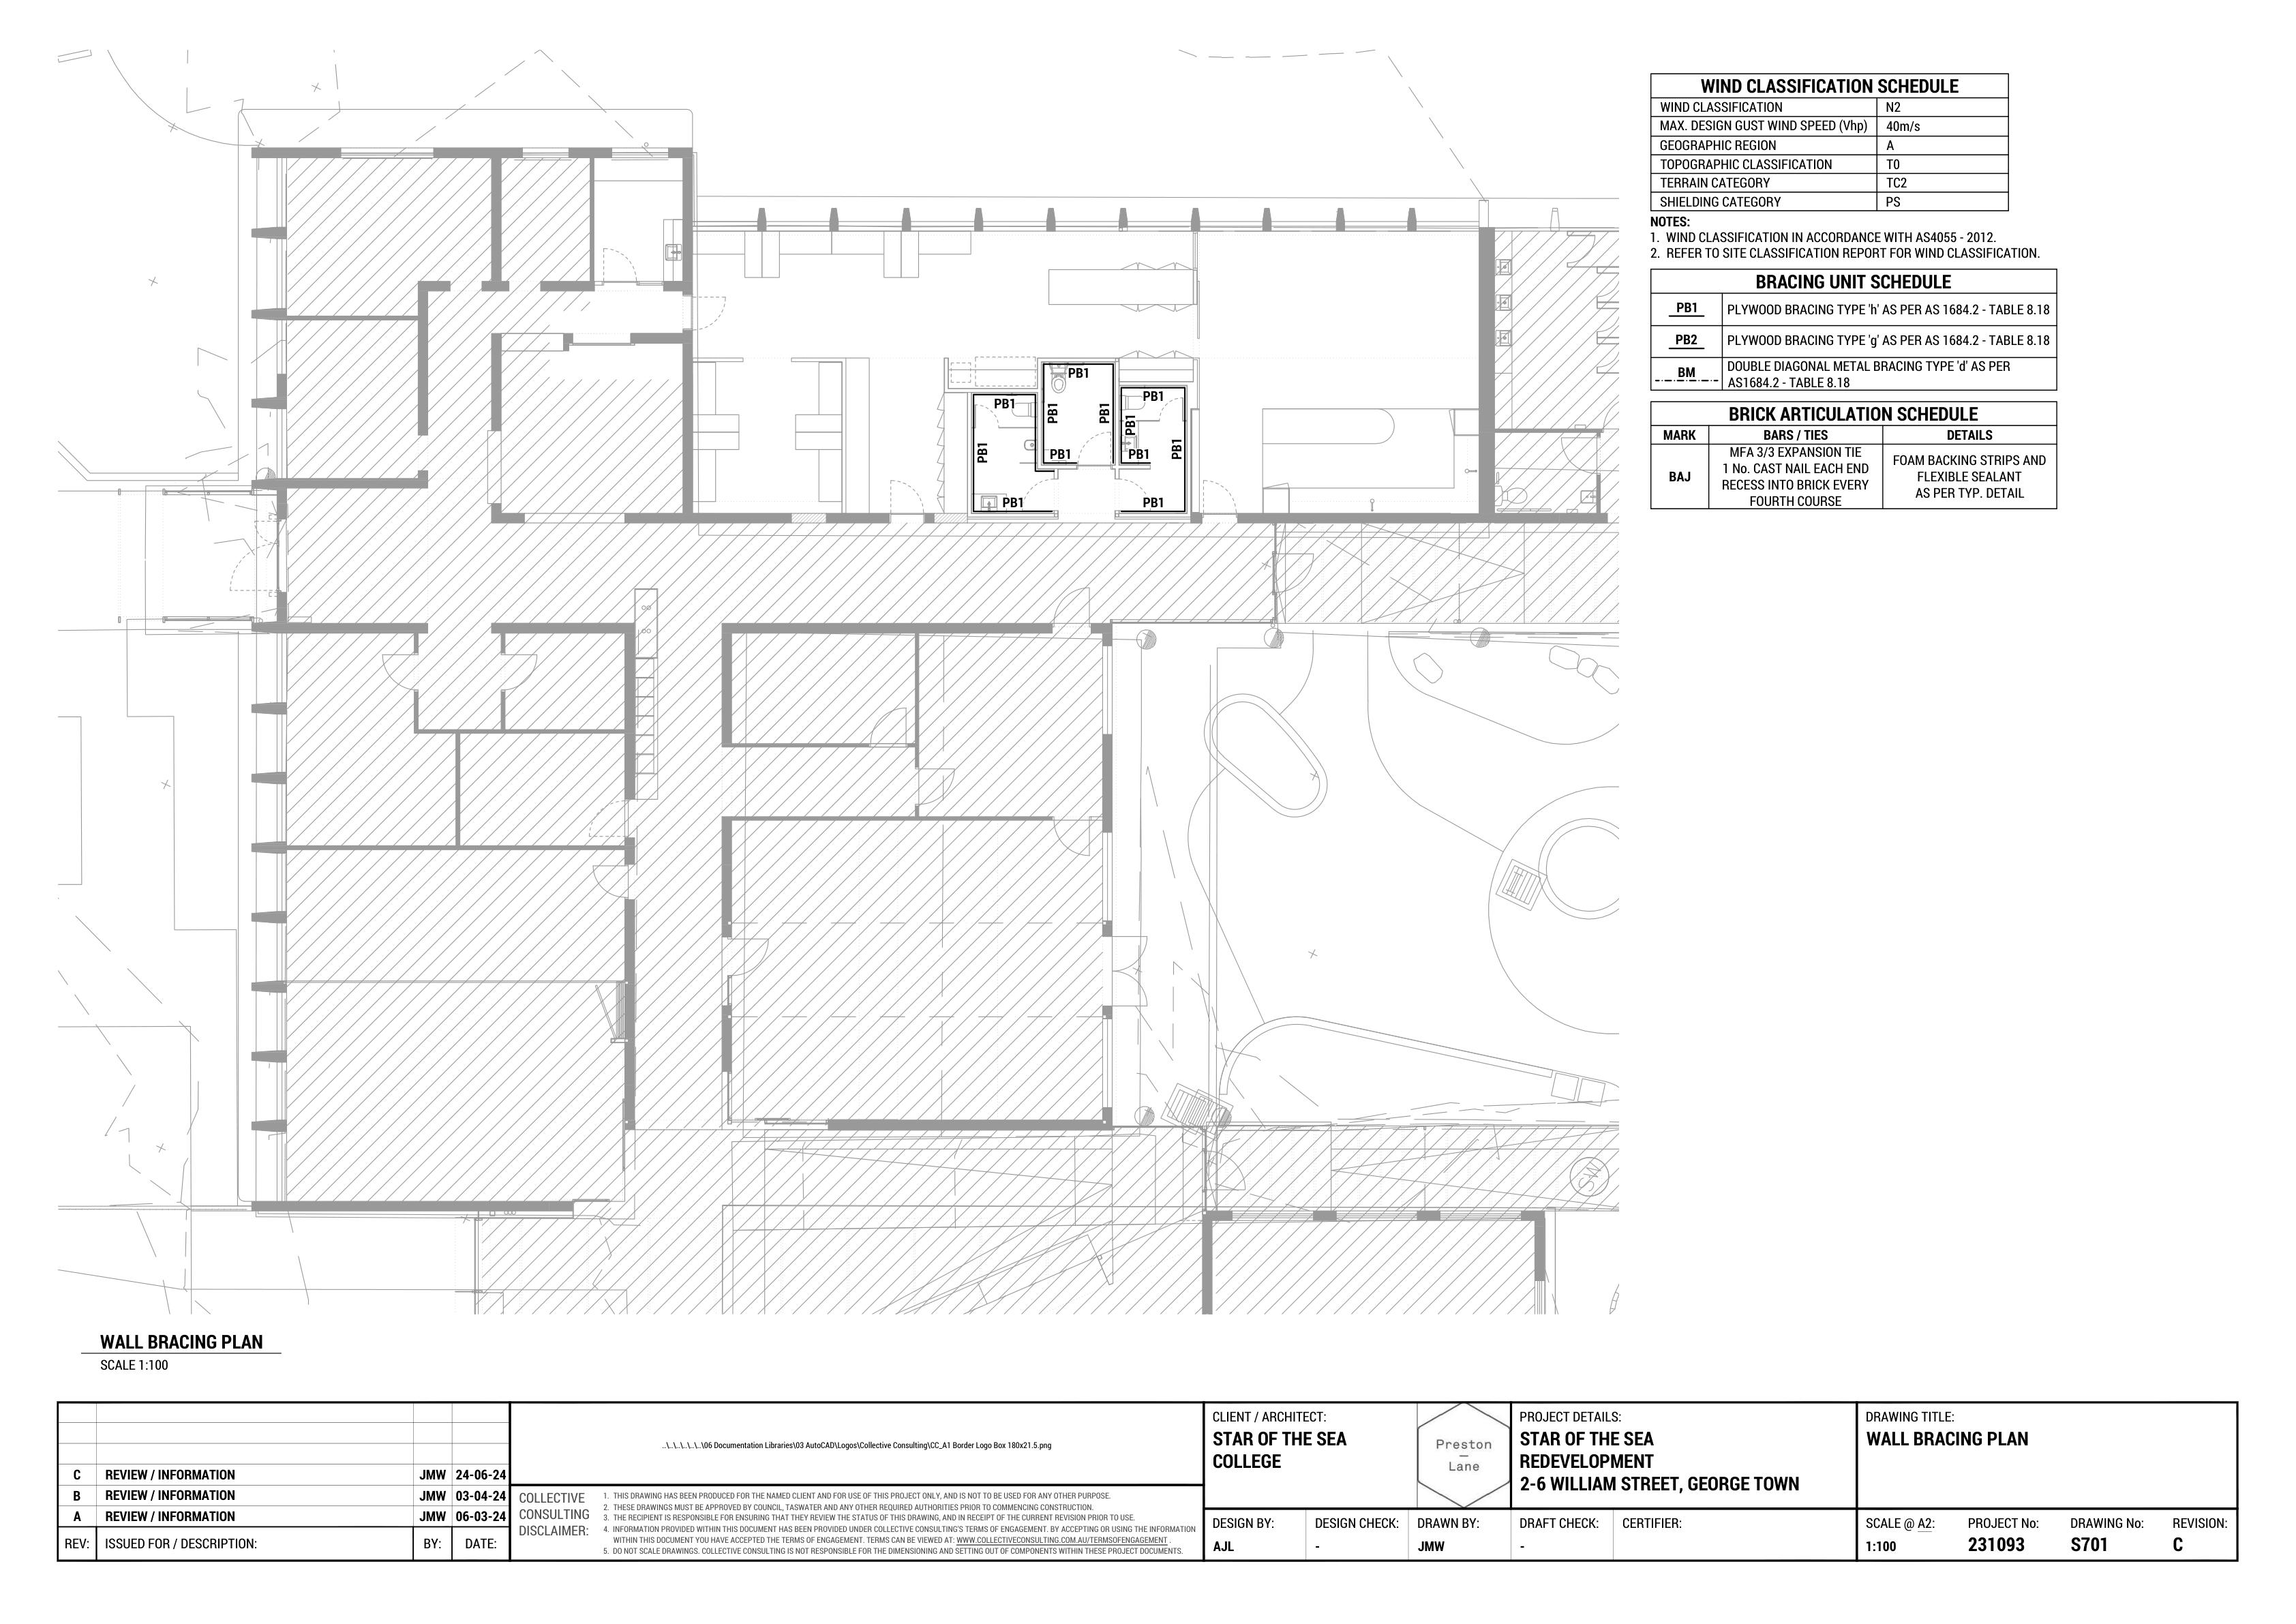 WIND CLASSIFICATION SCHEDULE
WIND CLASSIFICATION N2
MAX. DESIGN GUST WIND SPEED (Vhp) 40m/s
GEOGRAPHIC REGION A
TOPOGRAPHIC CLASSIFICATION T0
TERRAIN CATEGORY TC2
SHIELDING CATEGORY PS
NOTES:
1. WIND CLASSIFICATION IN ACCORDANCE WITH AS4055 - 2012.
2. REFER TO SITE CLASSIFICATION REPORT FOR WIND CLASSIFICATION.
BRACING UNIT SCHEDULE
PB1 PLYWOOD BRACING TYPE 'h' AS PER AS 1684.2 - TABLE 8.18
PB2 PLYWOOD BRACING TYPE 'g' AS PER AS 1684.2 - TABLE 8.18
BM DOUBLE DIAGONAL METAL BRACING TYPE 'd' AS PER
AS1684.2 - TABLE 8.18
BRICK ARTICULATION SCHEDULE
MARK BARS / TIES DETAILS
BAJ
MFA 3/3 EXPANSION TIE
1 No. CAST NAIL EACH END
RECESS INTO BRICK EVERY
FOURTH COURSE
FOAM BACKING STRIPS AND
FLEXIBLE SEALANT
AS PER TYP. DETAIL
PB1
PB1
PB1
PB1
PB1
PB1
PB1
PB1
PB1
PB1
PB1
PB1
SW
WALL BRACING PLAN
SCALE 1:100
C REVIEW / INFORMATION JMW 24-06-24
B REVIEW / INFORMATION JMW 03-04-24
A REVIEW / INFORMATION JMW 06-03-24
REV: ISSUED FOR / DESCRIPTION: BY: DATE:
..\..\..\..\..\..\06 Documentation Libraries\03 AutoCAD\Logos\Collective Consulting\CC_A1 Border Logo Box 180x21.5.png
COLLECTIVE
CONSULTING
DISCLAIMER:
1. THIS DRAWING HAS BEEN PRODUCED FOR THE NAMED CLIENT AND FOR USE OF THIS PROJECT ONLY, AND IS NOT TO BE USED FOR ANY OTHER PURPOSE.
2. THESE DRAWINGS MUST BE APPROVED BY COUNCIL, TASWATER AND ANY OTHER REQUIRED AUTHORITIES PRIOR TO COMMENCING CONSTRUCTION.
3. THE RECIPIENT IS RESPONSIBLE FOR ENSURING THAT THEY REVIEW THE STATUS OF THIS DRAWING, AND IN RECEIPT OF THE CURRENT REVISION PRIOR TO USE.
4. INFORMATION PROVIDED WITHIN THIS DOCUMENT HAS BEEN PROVIDED UNDER COLLECTIVE CONSULTING'S TERMS OF ENGAGEMENT. BY ACCEPTING OR USING THE INFORMATION
WITHIN THIS DOCUMENT YOU HAVE ACCEPTED THE TERMS OF ENGAGEMENT. TERMS CAN BE VIEWED AT: WWW.COLLECTIVECONSULTING.COM.AU/TERMSOFENGAGEMENT .
5. DO NOT SCALE DRAWINGS. COLLECTIVE CONSULTING IS NOT RESPONSIBLE FOR THE DIMENSIONING AND SETTING OUT OF COMPONENTS WITHIN THESE PROJECT DOCUMENTS.
CLIENT / ARCHITECT:
STAR OF THE SEA
COLLEGE
Preston
Lane
PROJECT DETAILS:
STAR OF THE SEA
REDEVELOPMENT
2-6 WILLIAM STREET, GEORGE TOWN
DRAWING TITLE:
WALL BRACING PLAN
DESIGN BY: DESIGN CHECK: DRAWN BY: DRAFT CHECK: CERTIFIER:
AJL - JMW -
SCALE @ A2: PROJECT No: DRAWING No: REVISION:
1:100 231093 S701 C